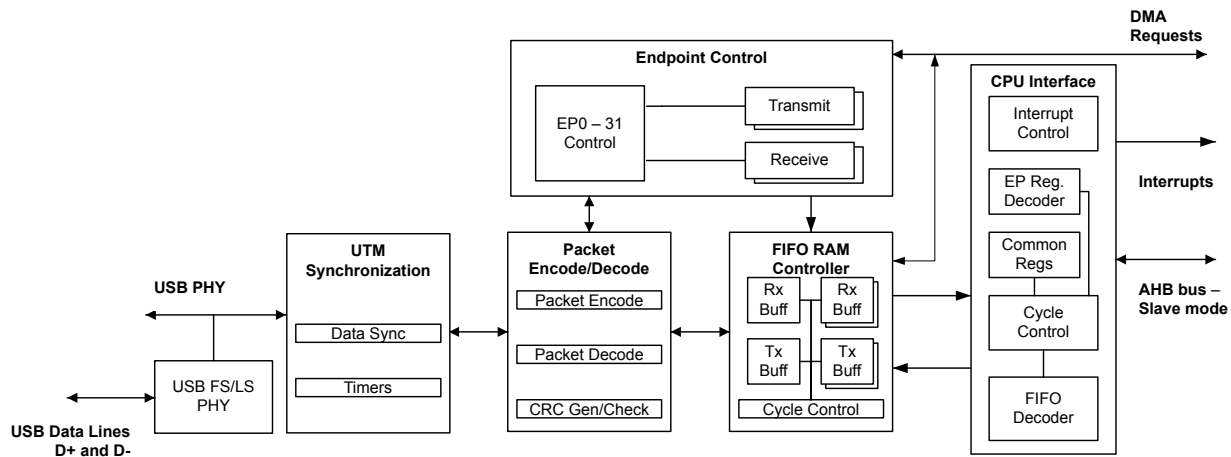 DMA
Requests
Endpoint Control
CPU Interface
Transmit
Interrupt
Control
EP0 – 31
Control
Receive
EP Reg.
Decoder
Interrupts
UTM
Synchronization
Packet
Encode/Decode
FIFO RAM
Controller
Common
Regs
USB PHY
Packet Encode
Rx
Buff
Rx
Buff
AHB bus –
Slave mode
Data Sync
Cycle
Control
Packet Decode
Tx
Buff
Tx
Buff
USB FS/LS
PHY
Timers
CRC Gen/Check
Cycle Control
FIFO
Decoder
USB Data Lines
D+ and D-